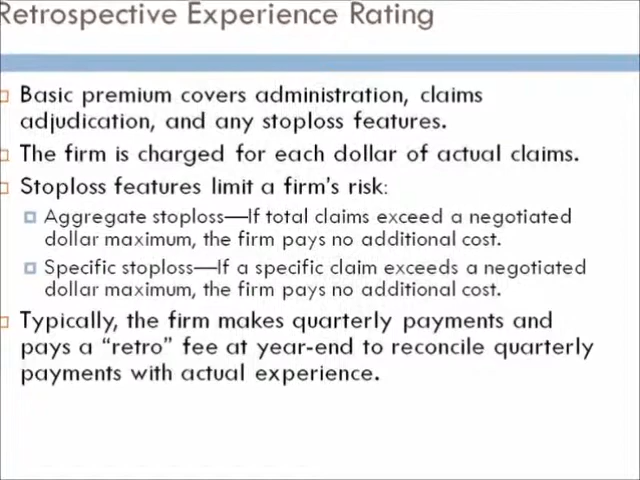 Retrospective Experience Rating
Basic premium covers administration, claims
adjudication, and any stoploss features.
The firm is charged for each dollar of actual claims.
Stoploss features limit a firm's risk:
Aggregate stoploss—If total claims exceed a negotiated
dollar maximum, the firm pays no additional cost.
Specific stoploss—If a specific claim exceeds a negotiated
dollar maximum, the firm pays no additional cost.
Typically, the firm makes quarterly payments and
pays a “retro” fee at year-end to reconcile quarterly
payments with actual experience.